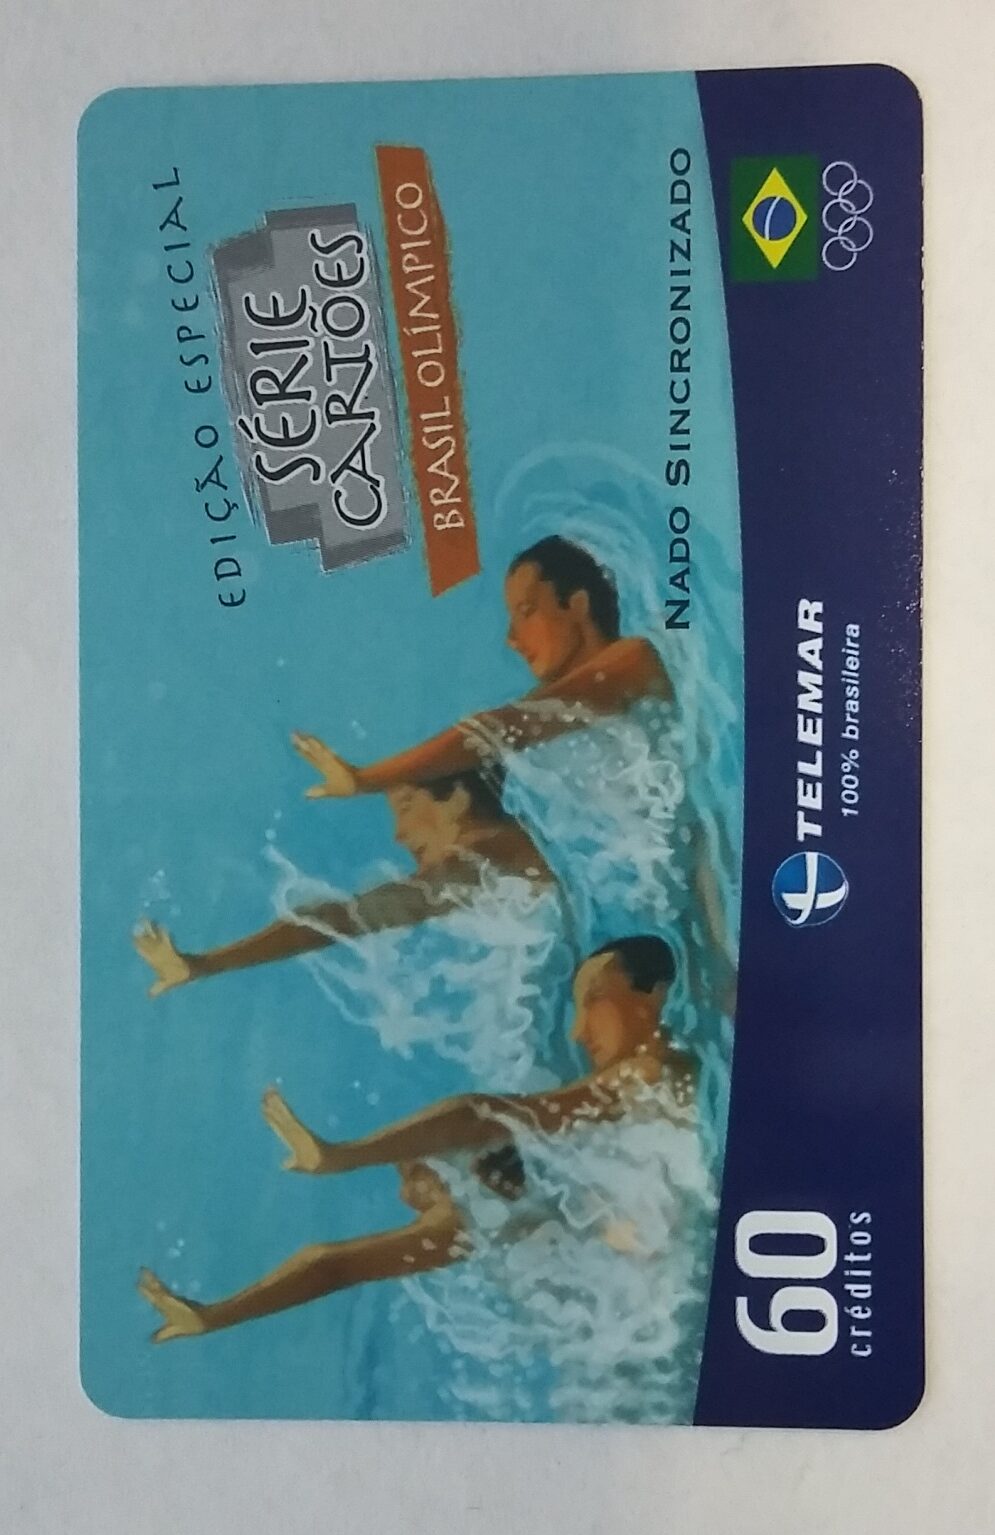 EDIÇÃO ESPECIAL
SÉRIE
CARTÕES
BRASIL OLÍMPICO
NADO SINCRONIZADO
60
créditos
TELEMAR
100% brasileira